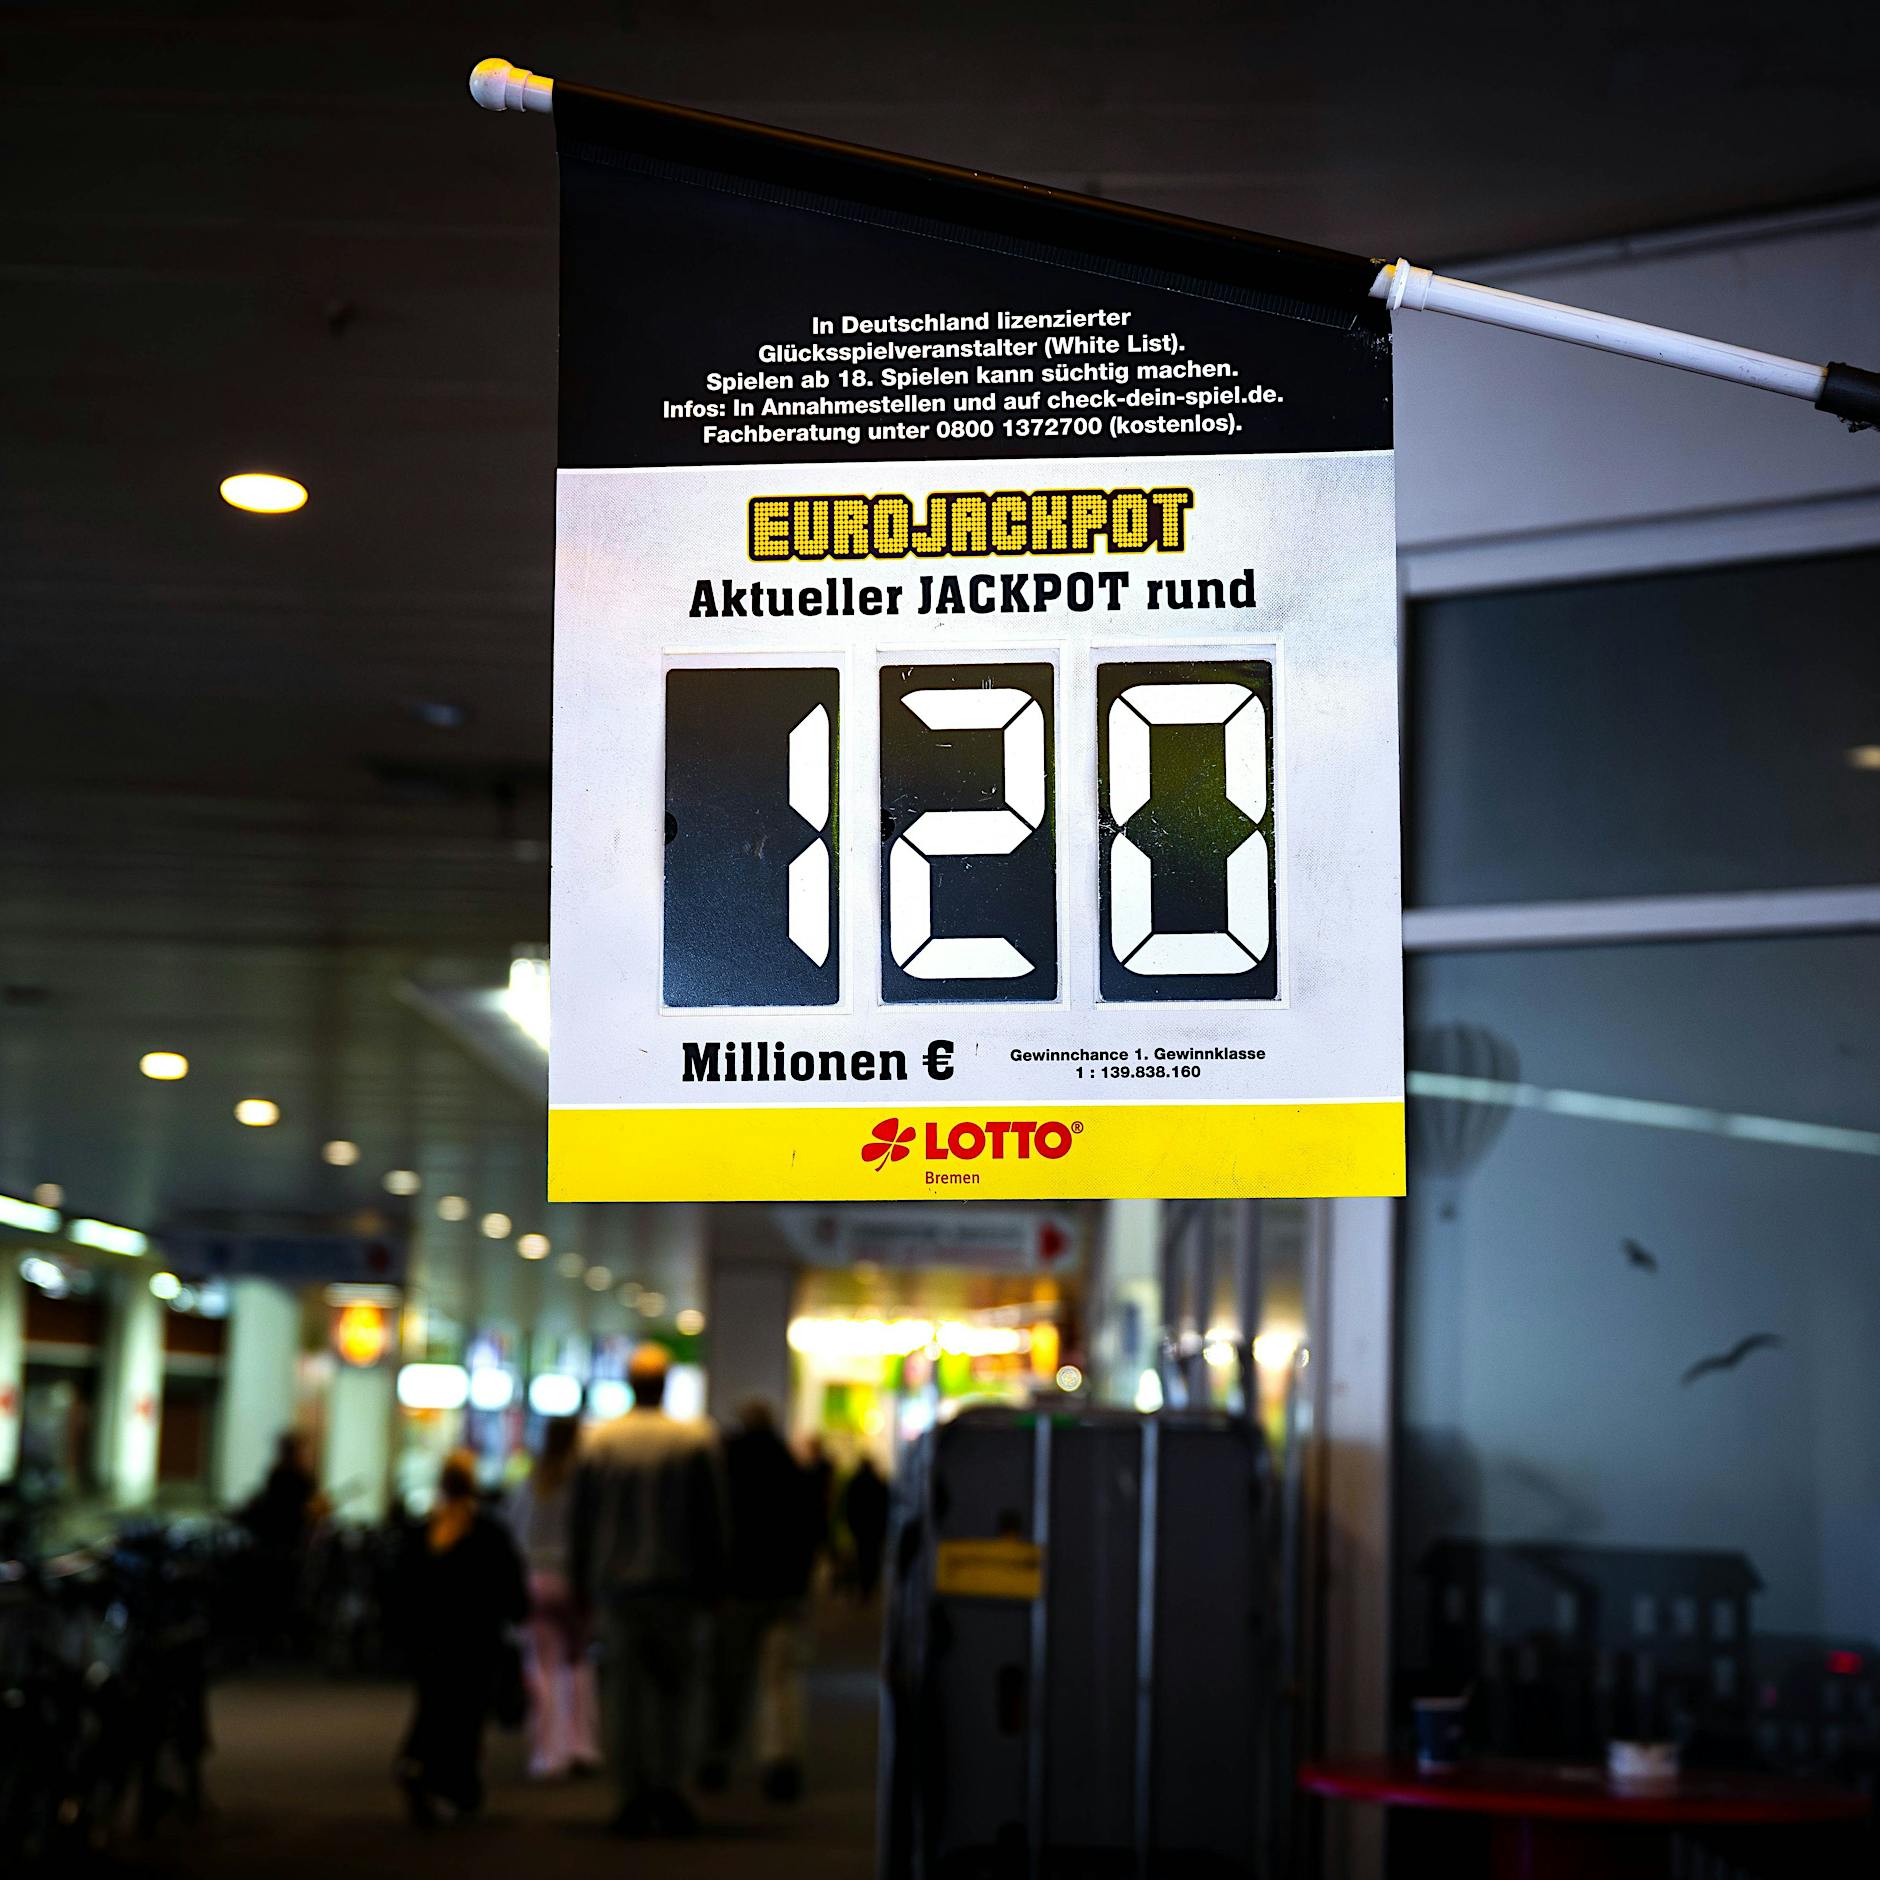 In Deutschland lizenzierter
Glücksspielveranstalter (White List).
Spielen ab 18. Spielen kann süchtig machen.
Infos: In Annahmestellen und auf check-dein-spiel.de.
Fachberatung unter 0800 1372700 (kostenlos).
EUROJACKPOT
Aktueller JACKPOT rund
120
Millionen €
Gewinnchance 1. Gewinnklasse
1 : 139.838.160
LOTTO®
Bremen